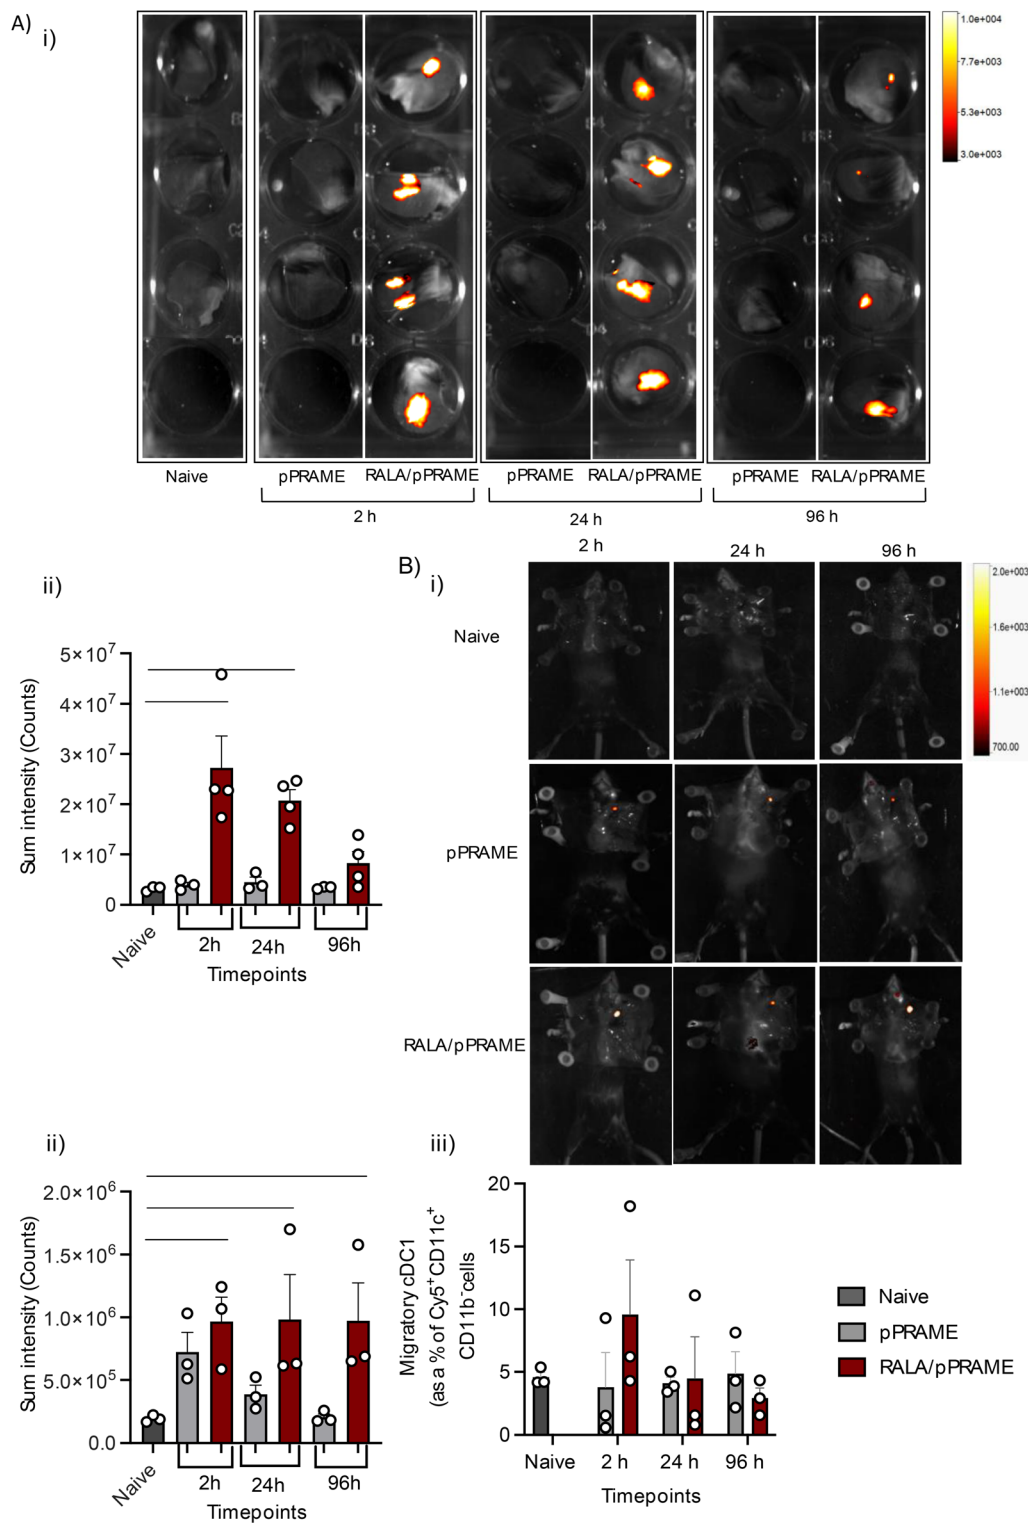 A)
i)
1.0e+004
7.7e+003
5.3e+003
3.0e+003
Naive
pPRAME
RALA/pPRAME
pPRAME
RALA/pPRAME
pPRAME
RALA/pPRAME
2 h
24 h
96 h
B)
i)
2 h
24 h
96 h
2.0e+003
1.6e+003
1.1e+003
700.00
Naive
pPRAME
RALA/pPRAME
ii)
Sum intensity (Counts)
5×10⁷
4×10⁷
3×10⁷
2×10⁷
1×10⁷
0
Naive
2h
24h
96h
Timepoints
ii)
Sum intensity (Counts)
2.0×10⁶
1.5×10⁶
1.0×10⁶
5.0×10⁵
0.0
Naive
2h
24h
96h
Timepoints
iii)
Migratory cDC1
(as a % of Cy5⁺CD11c⁺
CD11b⁻cells
20
15
10
5
0
Naive
2 h
24 h
96 h
Timepoints
Naive
pPRAME
RALA/pPRAME